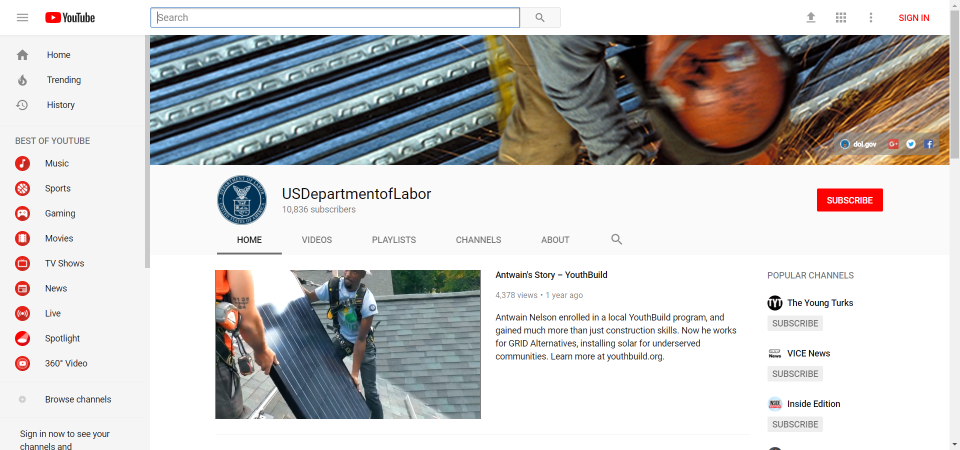 YouTube
Search
SIGN IN
Home
Trending
History
BEST OF YOUTUBE
Music
Sports
Gaming
Movies
TV Shows
News
Live
Spotlight
360° Video
Browse channels
Sign in now to see your
channels and
dol.gov
USDepartmentofLabor
10,836 subscribers
SUBSCRIBE
HOME
VIDEOS
PLAYLISTS
CHANNELS
ABOUT
Antwain's Story – YouthBuild
4,378 views • 1 year ago
Antwain Nelson enrolled in a local YouthBuild program, and
gained much more than just construction skills. Now he works
for GRID Alternatives, installing solar for underserved
communities. Learn more at youthbuild.org.
POPULAR CHANNELS
TYT
The Young Turks
SUBSCRIBE
VICE News
SUBSCRIBE
Inside Edition
SUBSCRIBE